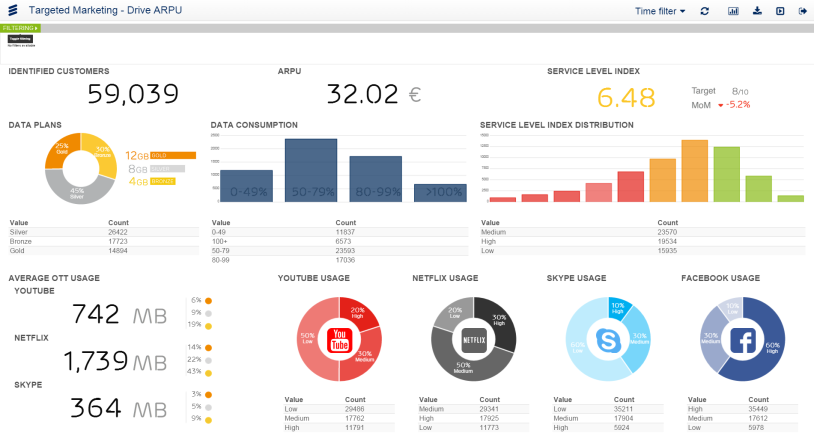 Targeted Marketing - Drive ARPU
Time filter
FILTERING
Toggle filtering
IDENTIFIED CUSTOMERS
59,039
ARPU
32.02 €
SERVICE LEVEL INDEX
6.48
Target 8/10
MoM -5.2%
DATA PLANS
25% Gold
30% Bronze
45% Silver
12GB GOLD
8GB SILVER
4GB BRONZE
Value Count
Silver 26422
Bronze 17723
Gold 14894
DATA CONSUMPTION
0-49% 50-79% 80-99% >100%
Value Count
0-49 11837
100+ 6573
50-79 23593
80-99 17036
SERVICE LEVEL INDEX DISTRIBUTION
Value Count
Medium 23570
High 19534
Low 15935
AVERAGE OTT USAGE
YOUTUBE
742 MB
6%
9%
19%
NETFLIX
1,739 MB
14%
22%
43%
SKYPE
364 MB
3%
5%
9%
YOUTUBE USAGE
20% High
50% Low
30% Medium
You Tube
Value Count
Low 29486
Medium 17762
High 11791
NETFLIX USAGE
20% Low
30% High
50% Medium
NETFLIX
Value Count
Medium 29341
High 17925
Low 11773
SKYPE USAGE
10% High
30% Medium
60% Low
S
Value Count
Low 35211
Medium 17904
High 5924
FACEBOOK USAGE
10% Low
30% Medium
60% High
f
Value Count
High 35449
Medium 17612
Low 5978